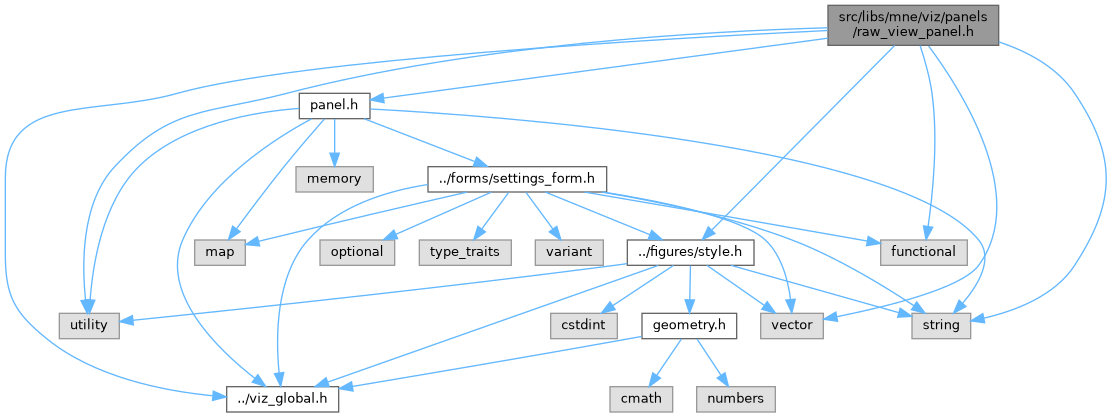 src/libs/mne/viz/panels
/raw_view_panel.h
panel.h
memory
../forms/settings_form.h
map
optional
type_traits
variant
../figures/style.h
functional
utility
cstdint
geometry.h
vector
string
../viz_global.h
cmath
numbers